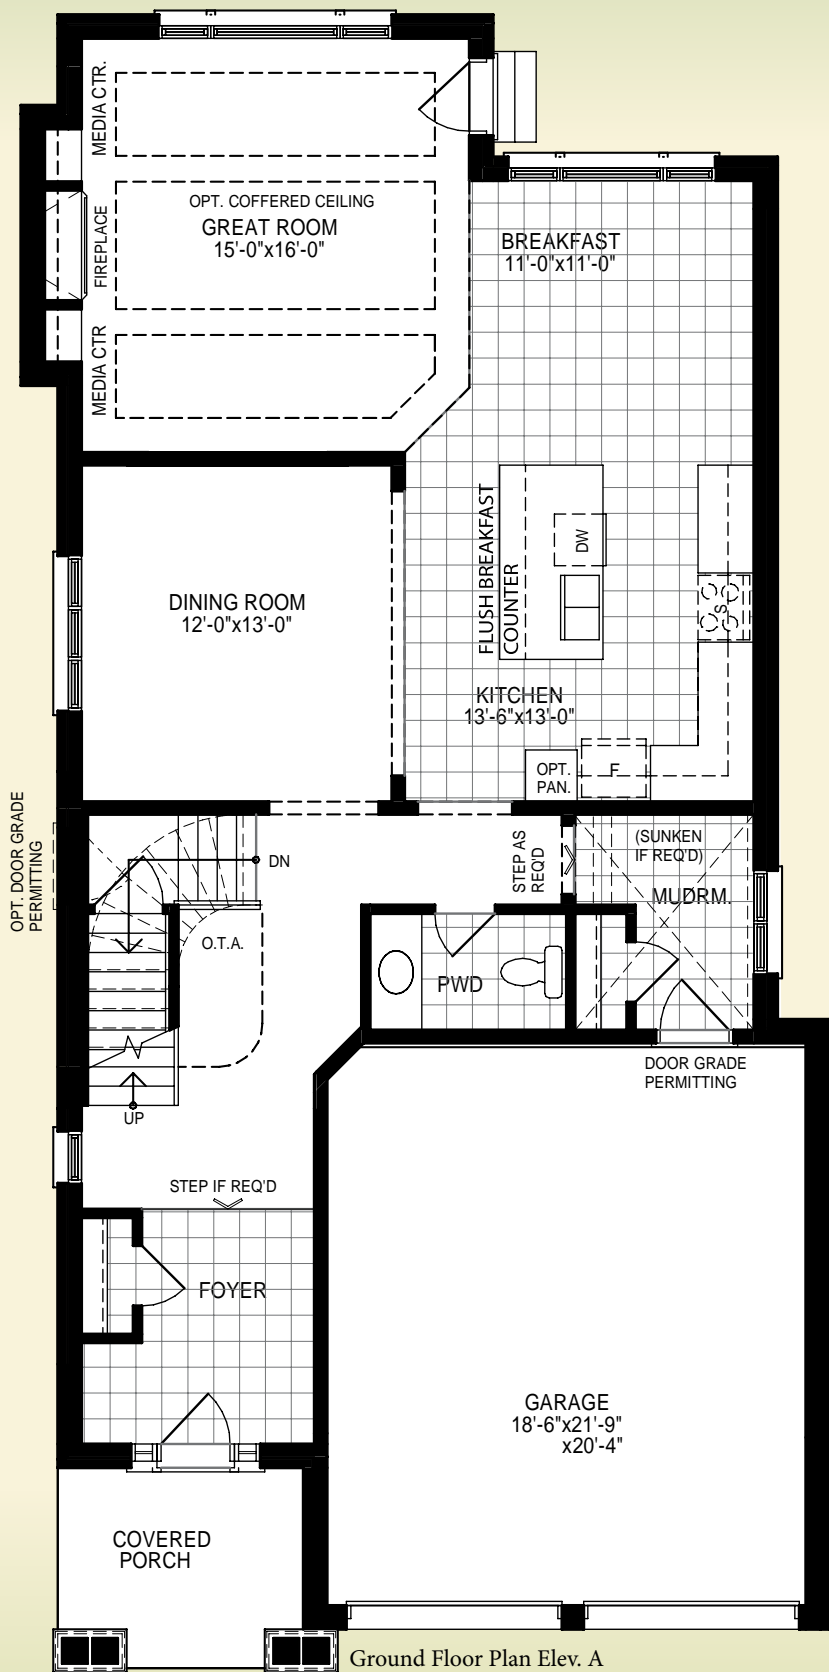 MEDIA CTR.
OPT. COFFERED CEILING
GREAT ROOM
15'-0"x16'-0"
FIREPLACE
MEDIA CTR
BREAKFAST
11'-0"x11'-0"
FLUSH BREAKFAST
COUNTER
DW
S
DINING ROOM
12'-0"x13'-0"
KITCHEN
13'-6"x13'-0"
OPT.
PAN.
F
OPT. DOOR GRADE
PERMITTING
DN
STEP AS
REQ'D
(SUNKEN
IF REQ'D)
MUDRM.
O.T.A.
PWD
DOOR GRADE
PERMITTING
UP
STEP IF REQ'D
FOYER
GARAGE
18'-6"x21'-9"
x20'-4"
COVERED
PORCH
Ground Floor Plan Elev. A